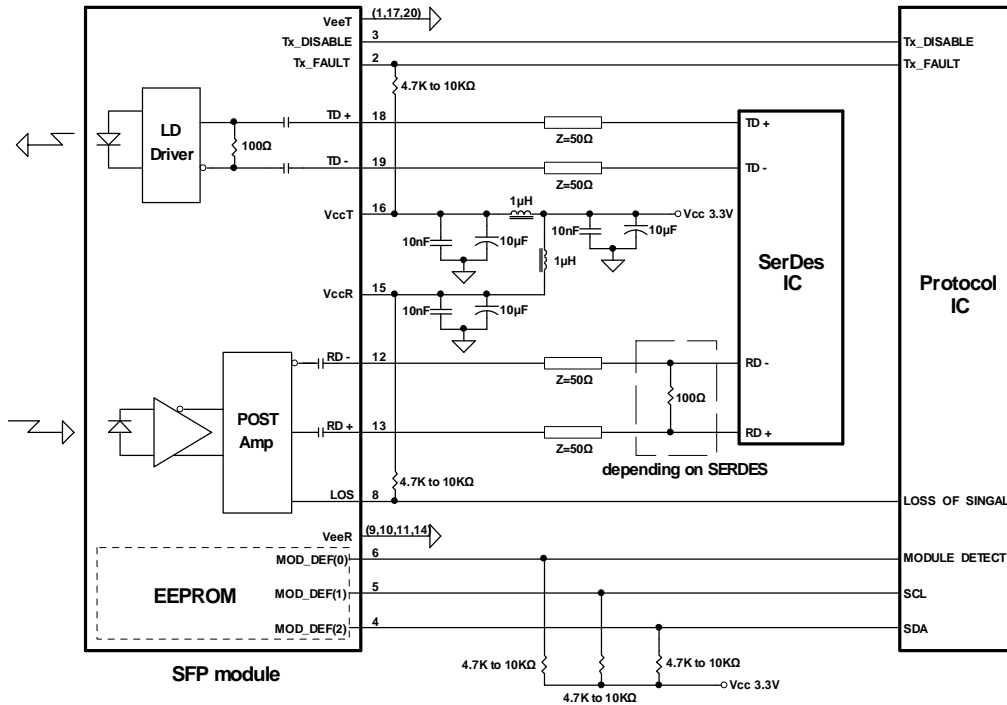 VeeT
(1,17,20)
Tx_DISABLE
3
Tx_DISABLE
Tx_FAULT
2
Tx_FAULT
4.7K to 10KΩ
LD
Driver
100Ω
TD +
18
Z=50Ω
TD +
TD -
19
Z=50Ω
TD -
VccT
16
1µH
Vcc 3.3V
10nF
10µF
10nF
10µF
1µH
SerDes
IC
Protocol
IC
VccR
15
10nF
10µF
POST
Amp
RD -
12
Z=50Ω
RD -
100Ω
RD +
13
Z=50Ω
RD +
depending on SERDES
4.7K to 10KΩ
LOS
8
LOSS OF SINGAL
VeeR
(9,10,11,14)
EEPROM
MOD_DEF(0)
6
MODULE DETECT
MOD_DEF(1)
5
SCL
MOD_DEF(2)
4
SDA
4.7K to 10KΩ
4.7K to 10KΩ
4.7K to 10KΩ
Vcc 3.3V
SFP module